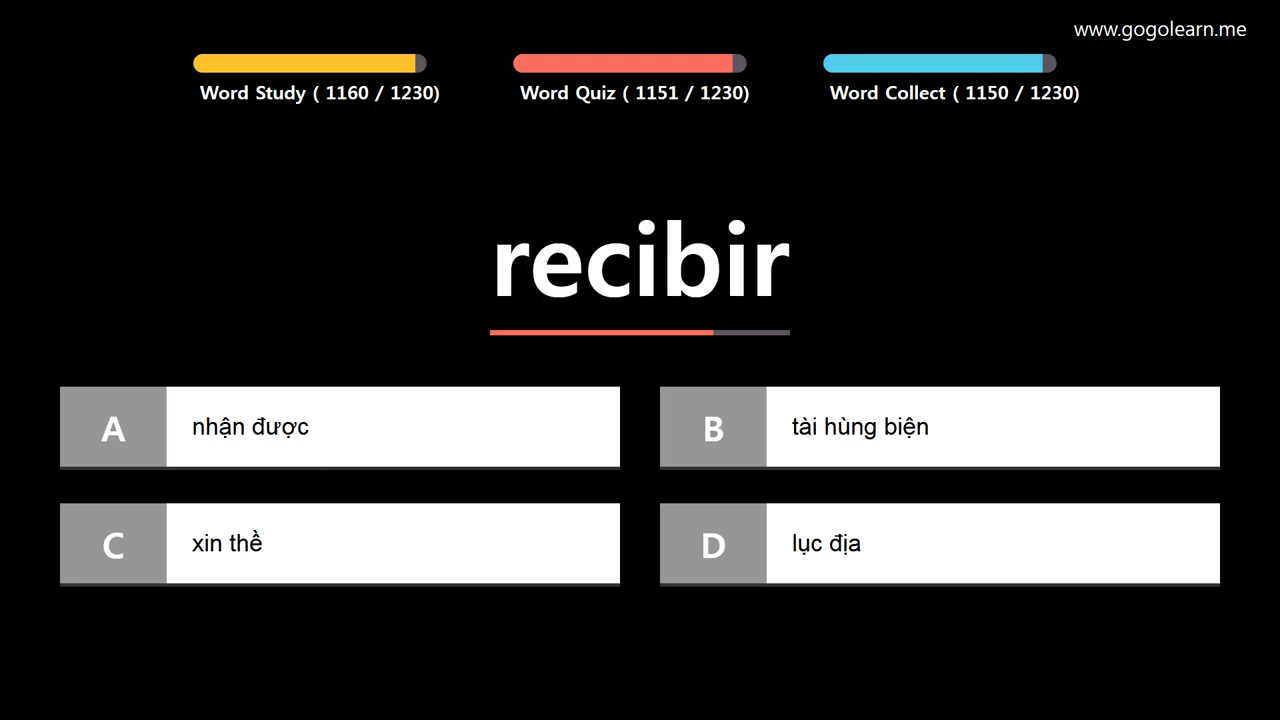 www.gogolearn.me
Word Study ( 1160 / 1230)
Word Quiz ( 1151 / 1230)
Word Collect ( 1150 / 1230)
recibir
A nhận được
B tài hùng biện
C xin thề
D lục địa